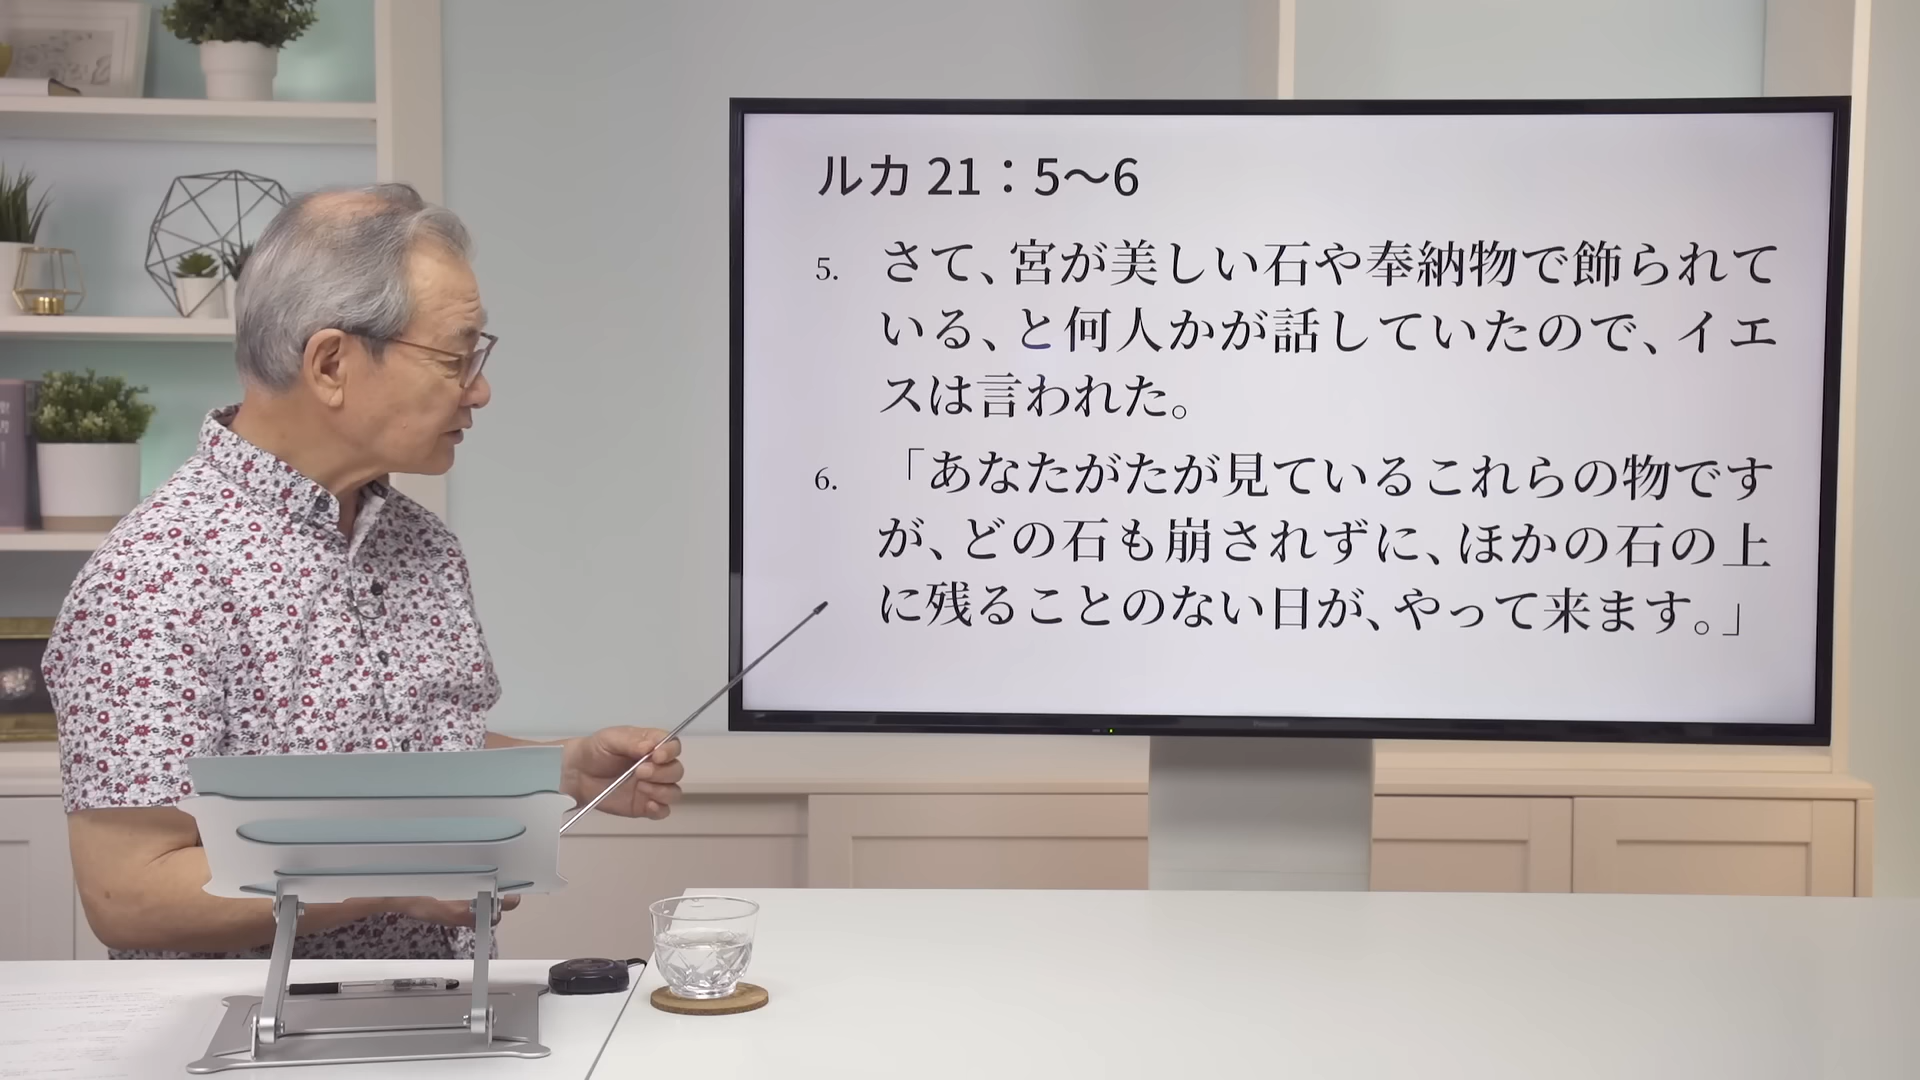 ルカ 21：5〜6
5. さて、宮が美しい石や奉納物で飾られて
いる、と何人かが話していたので、イエ
スは言われた。
6. 「あなたがたが見ているこれらの物です
が、どの石も崩されずに、ほかの石の上
に残ることのない日が、やって来ます。」